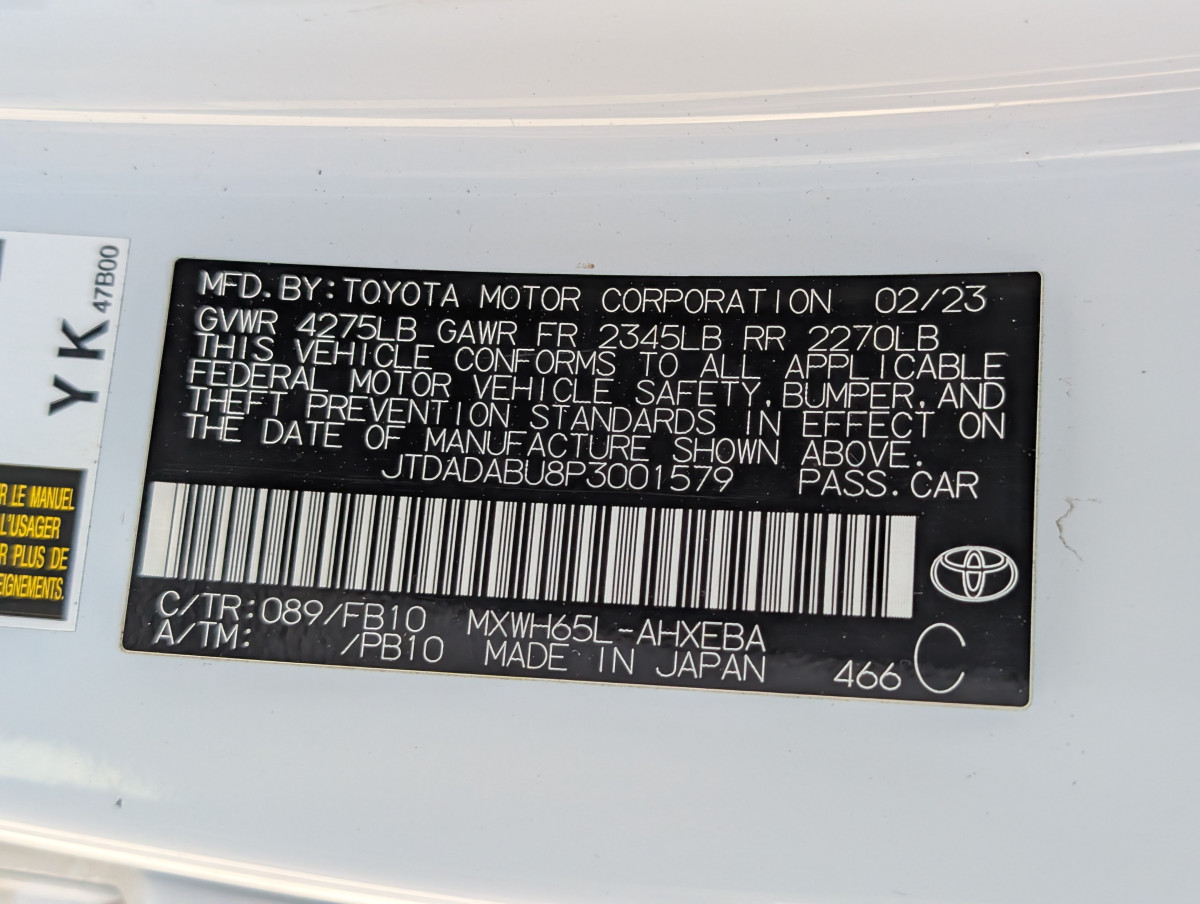 MFD. BY: TOYOTA MOTOR CORPORATION 02/23
GVWR 4275LB GAWR FR 2345LB RR 2270LB
THIS VEHICLE CONFORMS TO ALL APPLICABLE
FEDERAL MOTOR VEHICLE SAFETY, BUMPER, AND
THEFT PREVENTION STANDARDS IN EFFECT ON
THE DATE OF MANUFACTURE SHOWN ABOVE.
JTDADABU8P3001579 PASS. CAR
C/TR: 089/FB10 MXWH65L-AHXEBA
A/TM: /PB10 MADE IN JAPAN 466 C
YK
47B00
R LE MANUEL
L'USAGER
R PLUS DE
EIGNEMENTS.